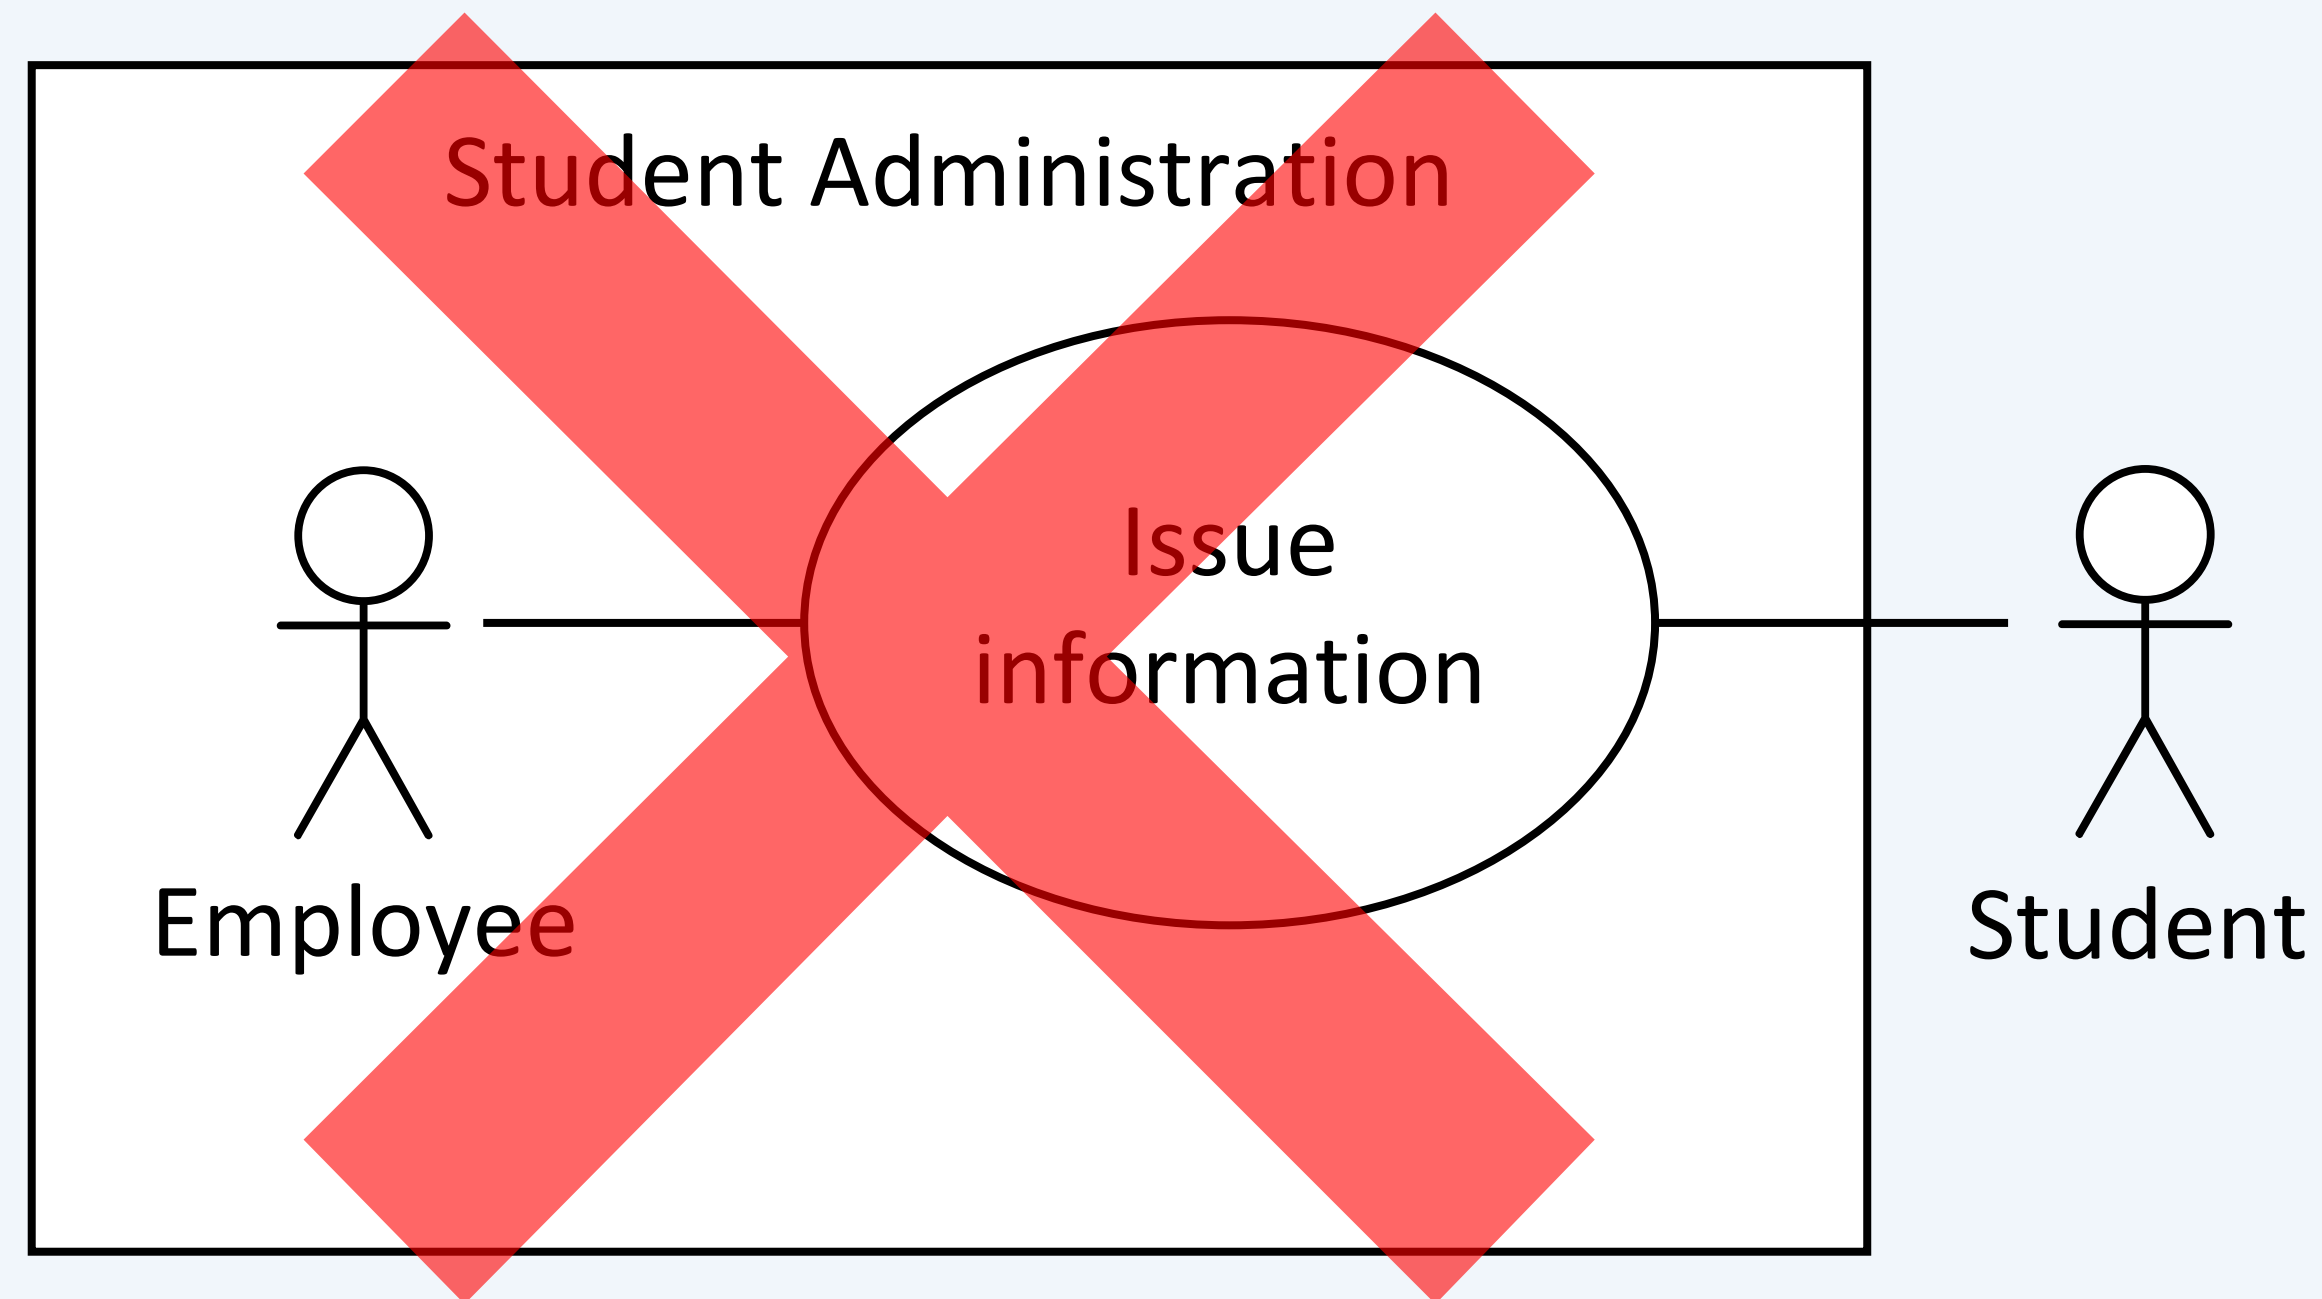 Student Administration
Issue
information
Employee
Student